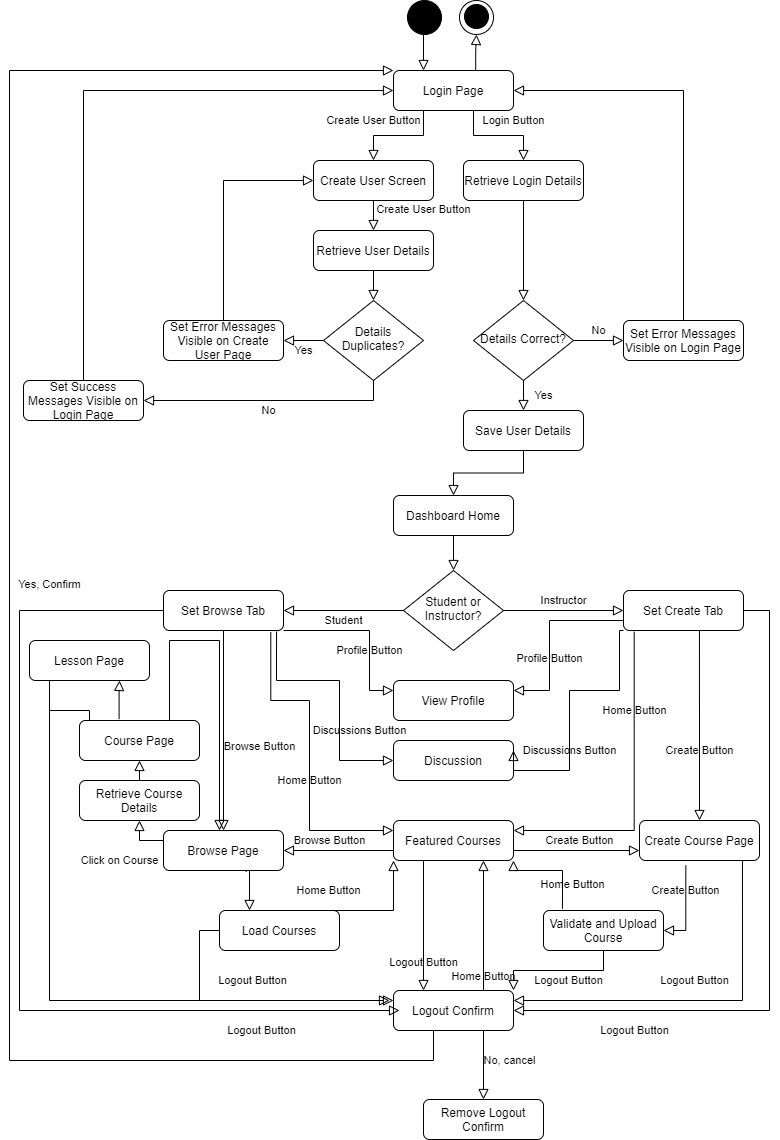 Login Page
Create User Button
Login Button
Create User Screen
Retrieve Login Details
Create User Button
Retrieve User Details
Set Error Messages
Visible on Create
User Page
Yes
Details
Duplicates?
Details Correct?
No
Set Error Messages
Visible on Login Page
Set Success
Messages Visible on
Login Page
No
Yes
Save User Details
Dashboard Home
Yes, Confirm
Set Browse Tab
Student
Student or
Instructor?
Instructor
Set Create Tab
Lesson Page
Profile Button
Profile Button
View Profile
Home Button
Course Page
Browse Button
Discussions Button
Discussion
Discussions Button
Create Button
Home Button
Retrieve Course
Details
Click on Course
Browse Page
Browse Button
Featured Courses
Create Button
Create Course Page
Home Button
Home Button
Create Button
Load Courses
Validate and Upload
Course
Logout Button
Logout Button
Home Button
Logout Button
Logout Button
Logout Confirm
Logout Button
Logout Button
No, cancel
Remove Logout
Confirm